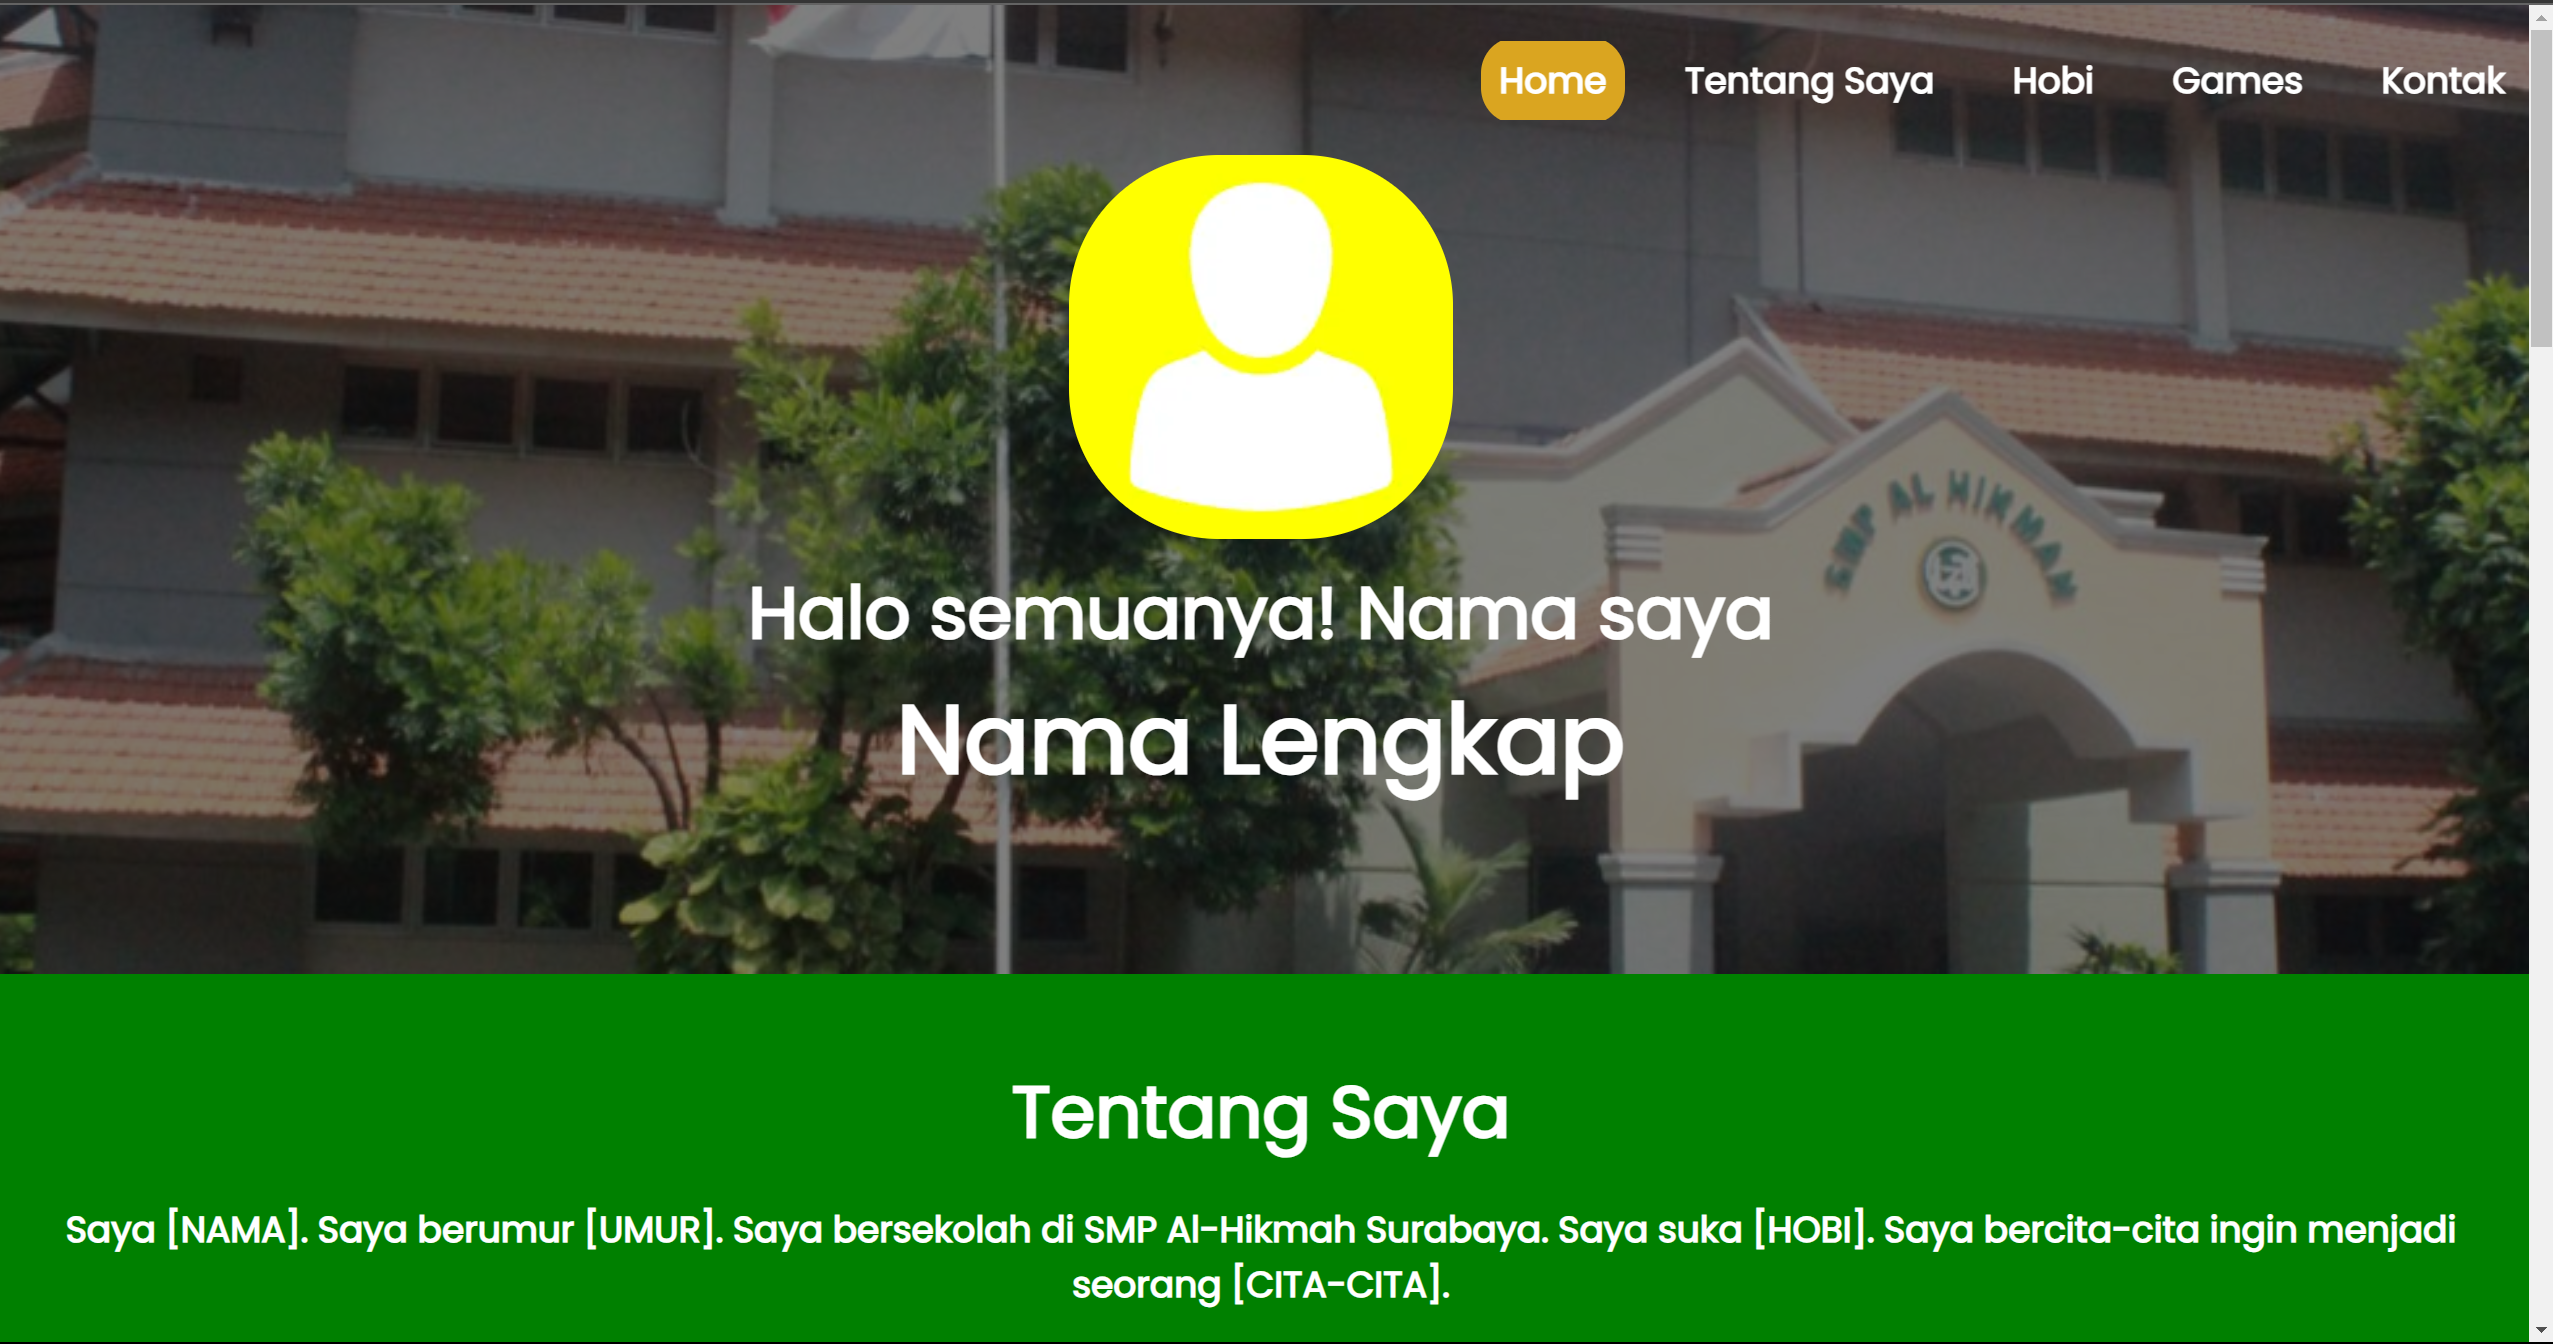 Home Tentang Saya Hobi Games Kontak
SMP AL HIKMAH
Halo semuanya! Nama saya
Nama Lengkap
Tentang Saya
Saya [NAMA]. Saya berumur [UMUR]. Saya bersekolah di SMP Al-Hikmah Surabaya. Saya suka [HOBI]. Saya bercita-cita ingin menjadi
seorang [CITA-CITA].